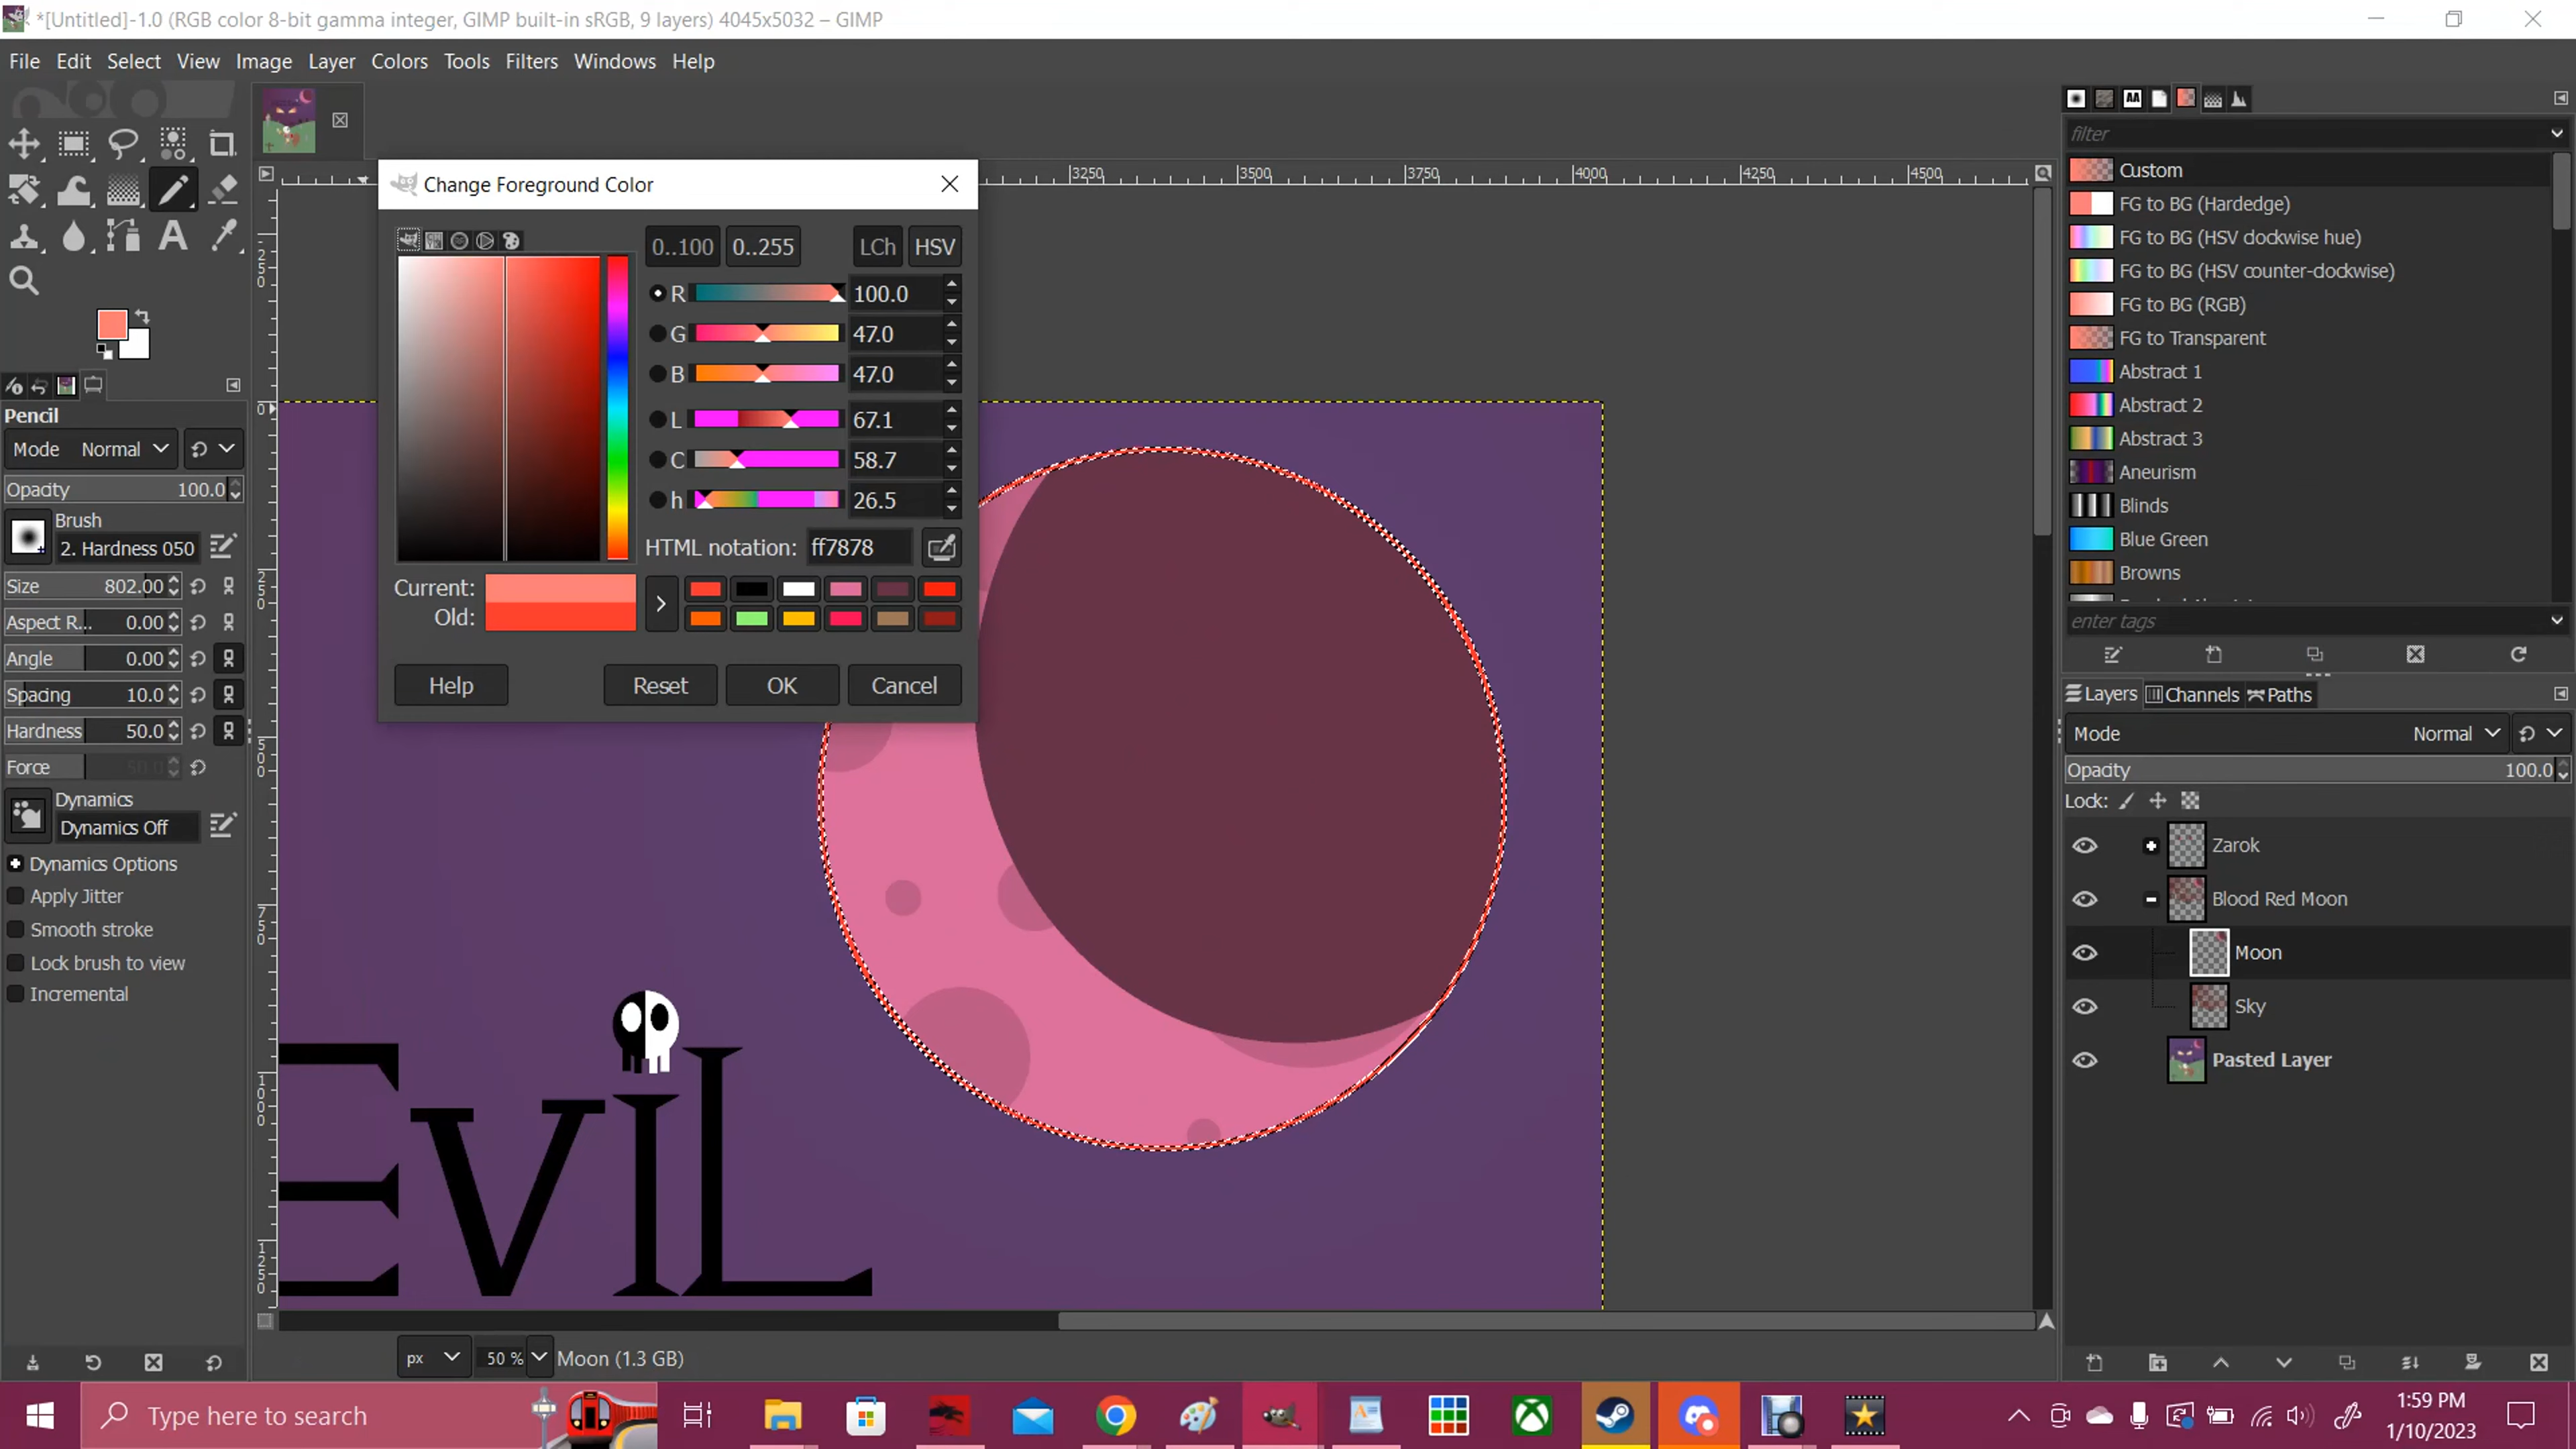 *[Untitled]-1.0 (RGB color 8-bit gamma integer, GIMP built-in sRGB, 9 layers) 4045x5032 – GIMP
File Edit Select View Image Layer Colors Tools Filters Windows Help
Pencil
Mode Normal
Opacity 100.0
Brush
2. Hardness 050
Size 802.00
Aspect R... 0.00
Angle 0.00
Spacing 10.0
Hardness 50.0
Force 50.0
Dynamics
Dynamics Off
Dynamics Options
Apply Jitter
Smooth stroke
Lock brush to view
Incremental
3250 3500 3750 4000 4250 4500
250
0
250
500
750
1000
1250
Change Foreground Color
0..100 0..255 LCh HSV
R 100.0
G 47.0
B 47.0
L 67.1
C 58.7
h 26.5
HTML notation: ff7878
Current:
Old:
Help Reset OK Cancel
EvIL
px 50 % Moon (1.3 GB)
filter
Custom
FG to BG (Hardedge)
FG to BG (HSV clockwise hue)
FG to BG (HSV counter-clockwise)
FG to BG (RGB)
FG to Transparent
Abstract 1
Abstract 2
Abstract 3
Aneurism
Blinds
Blue Green
Browns
enter tags
Layers Channels Paths
Mode Normal
Opacity 100.0
Lock:
Zarok
Blood Red Moon
Moon
Sky
Pasted Layer
Type here to search
1:59 PM
1/10/2023